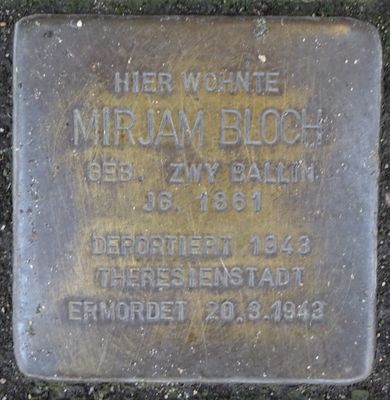 HIER WOHNTE
MIRJAM BLOCH
GEB. ZWY BALLIN
JG. 1861
DEPORTIERT 1943
THERESIENSTADT
ERMORDET 20.3.1943